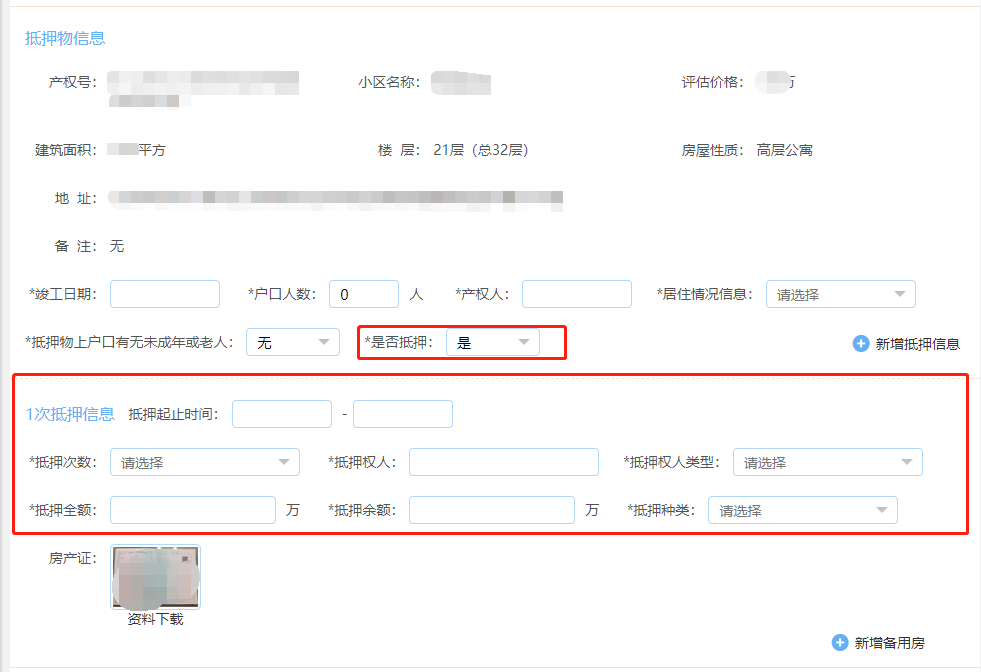 抵押物信息
产权号： 小区名称： 评估价格： 万
建筑面积： 平方 楼 层： 21层（总32层） 房屋性质： 高层公寓
地 址：
备 注： 无
*竣工日期： *户口人数： 0 人 *产权人： *居住情况信息： 请选择
*抵押物上户口有无未成年或老人： 无 *是否抵押： 是 新增抵押信息
1次抵押信息 抵押起止时间： -
*抵押次数： 请选择 *抵押权人： *抵押权人类型： 请选择
*抵押全额： 万 *抵押余额： 万 *抵押种类： 请选择
房产证：
资料下载
新增备用房